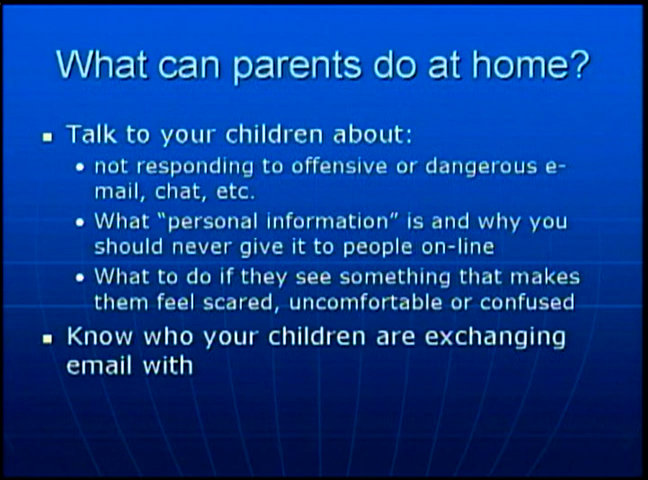 What can parents do at home?
Talk to your children about:
not responding to offensive or dangerous e-
mail, chat, etc.
What “personal information” is and why you
should never give it to people on-line
What to do if they see something that makes
them feel scared, uncomfortable or confused
Know who your children are exchanging
email with